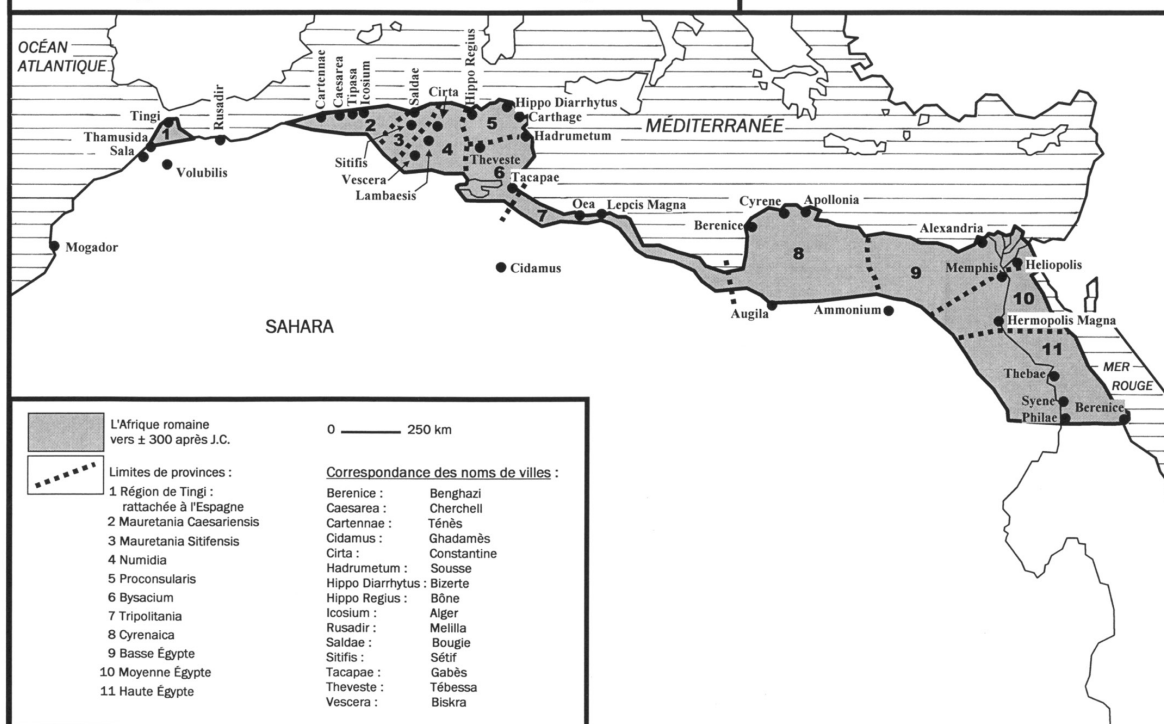 OCÉAN
ATLANTIQUE
Tingi
Thamusida
Sala
Volubilis
Rusadir
Mogador
Cartennae
Caesarea
Tipasa
Icosium
Saldae
Cirta
Hippo Regius
Hippo Diarrhytus
Carthage
Hadrumetum
MÉDITERRANÉE
Sitifis
Vescera
Lambaesis
Theveste
Tacapae
1
2
3
4
5
6
7
Oea
Lepcis Magna
Cidamus
Cyrene
Apollonia
Berenice
8
Augila
Ammonium
9
Alexandria
Memphis
Heliopolis
10
Hermopolis Magna
11
Thebae
MER
ROUGE
Syene
Philae
Berenice
SAHARA
L'Afrique romaine
vers ± 300 après J.C.
0 250 km
Limites de provinces :
1 Région de Tingi :
rattachée à l'Espagne
2 Mauretania Caesariensis
3 Mauretania Sitifensis
4 Numidia
5 Proconsularis
6 Bysacium
7 Tripolitania
8 Cyrenaica
9 Basse Égypte
10 Moyenne Égypte
11 Haute Égypte
Correspondance des noms de villes :
Berenice : Benghazi
Caesarea : Cherchell
Cartennae : Ténès
Cidamus : Ghadamès
Cirta : Constantine
Hadrumetum : Sousse
Hippo Diarrhytus : Bizerte
Hippo Regius : Bône
Icosium : Alger
Rusadir : Melilla
Saldae : Bougie
Sitifis : Sétif
Tacapae : Gabès
Theveste : Tébessa
Vescera : Biskra